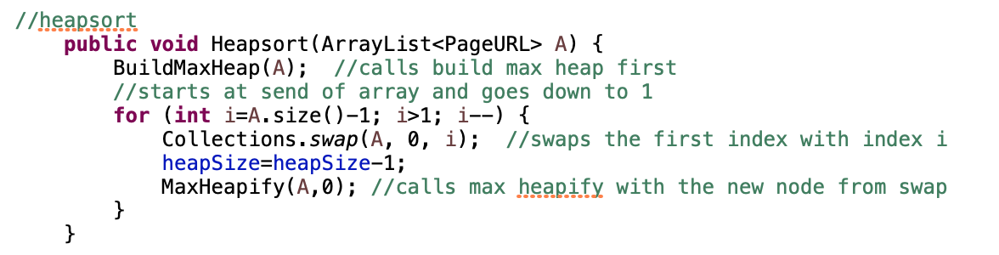 //heapsort
public void Heapsort(ArrayList<PageURL> A) {
BuildMaxHeap(A);  //calls build max heap first
//starts at send of array and goes down to 1
for (int i=A.size()-1; i>1; i--) {
Collections.swap(A, 0, i);  //swaps the first index with index i
heapSize=heapSize-1;
MaxHeapify(A,0); //calls max heapify with the new node from swap
}
}